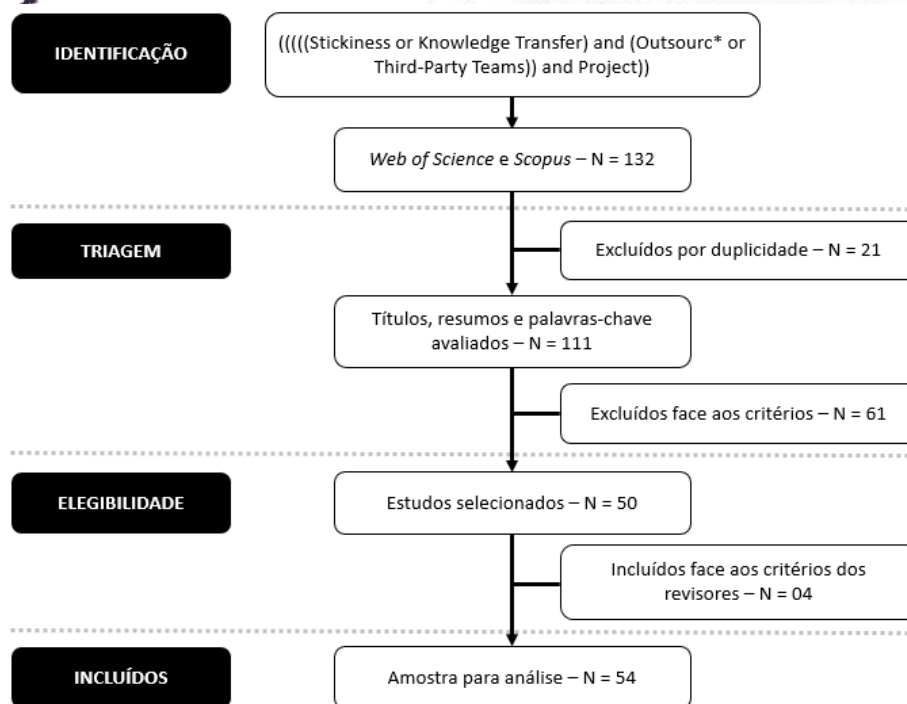 IDENTIFICAÇÃO
(((((Stickiness or Knowledge Transfer) and (Outsourc* or
Third-Party Teams)) and Project))
Web of Science e Scopus – N = 132
TRIAGEM
Excluídos por duplicidade – N = 21
Títulos, resumos e palavras-chave
avaliados – N = 111
Excluídos face aos critérios – N = 61
ELEGIBILIDADE
Estudos selecionados – N = 50
Incluídos face aos critérios dos
revisores – N = 04
INCLUÍDOS
Amostra para análise – N = 54